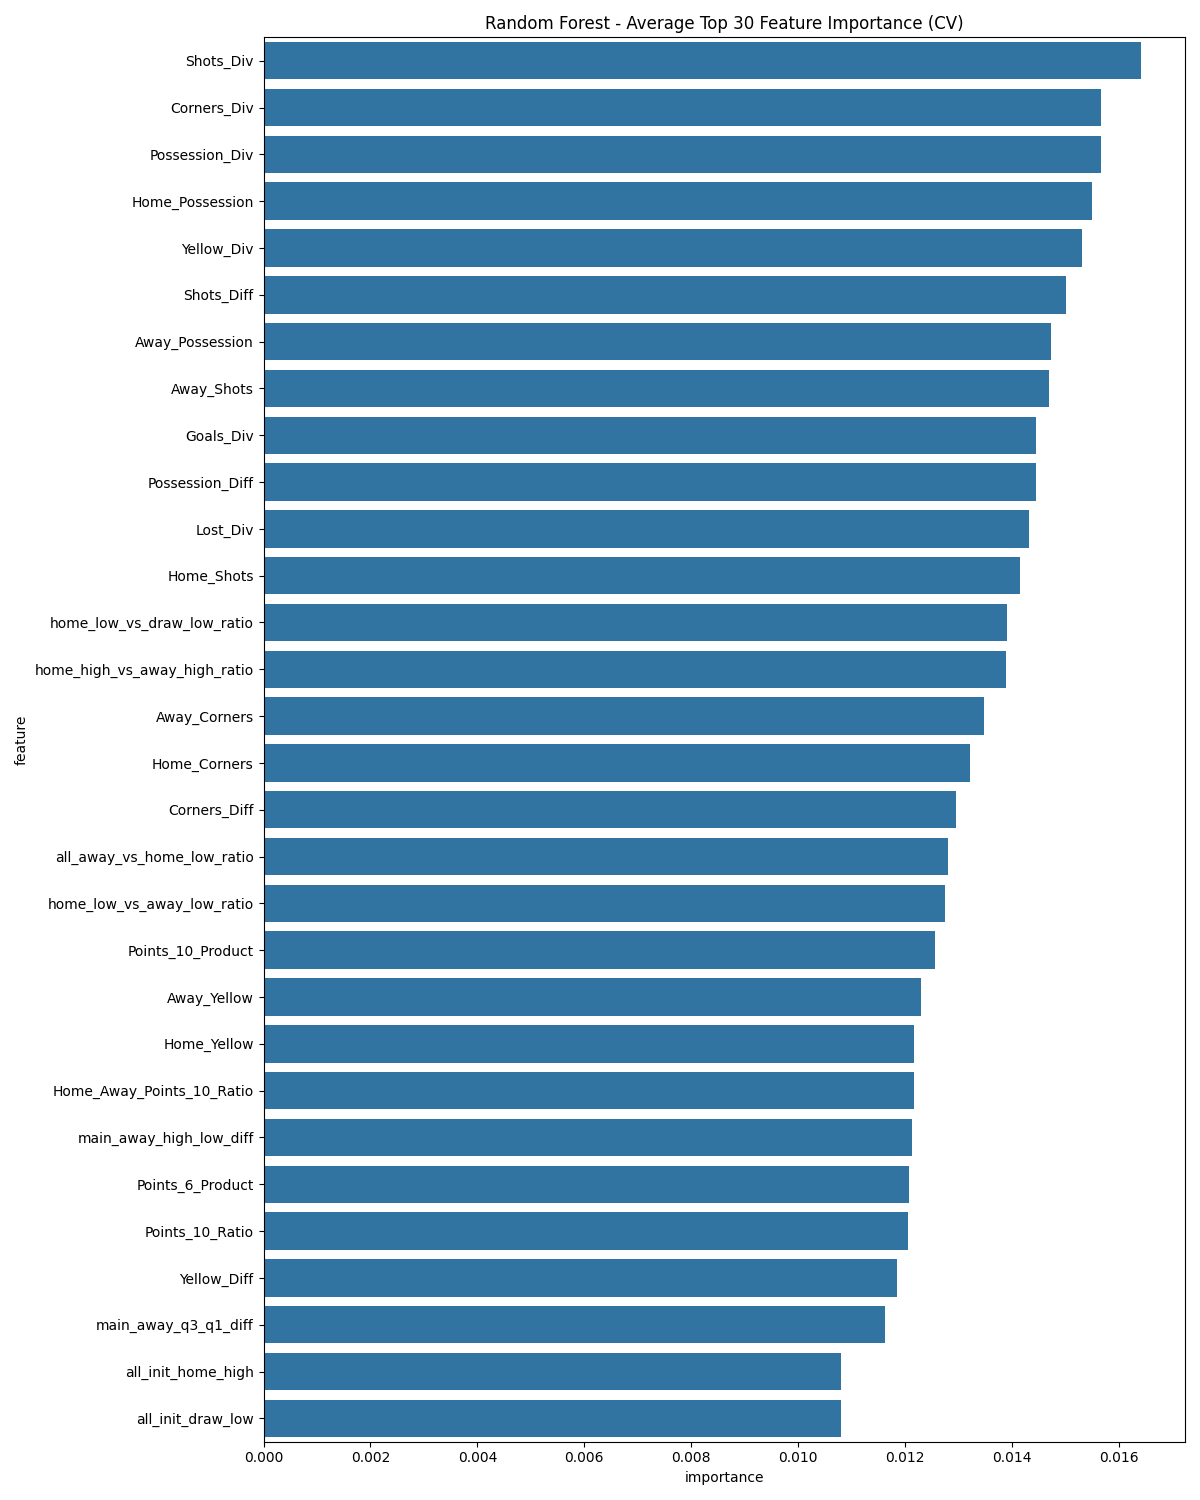 Random Forest - Average Top 30 Feature Importance (CV)
Shots_Div
Corners_Div
Possession_Div
Home_Possession
Yellow_Div
Shots_Diff
Away_Possession
Away_Shots
Goals_Div
Possession_Diff
Lost_Div
Home_Shots
home_low_vs_draw_low_ratio
home_high_vs_away_high_ratio
Away_Corners
Home_Corners
Corners_Diff
all_away_vs_home_low_ratio
home_low_vs_away_low_ratio
Points_10_Product
Away_Yellow
Home_Yellow
Home_Away_Points_10_Ratio
main_away_high_low_diff
Points_6_Product
Points_10_Ratio
Yellow_Diff
main_away_q3_q1_diff
all_init_home_high
all_init_draw_low
feature
0.000 0.002 0.004 0.006 0.008 0.010 0.012 0.014 0.016
importance